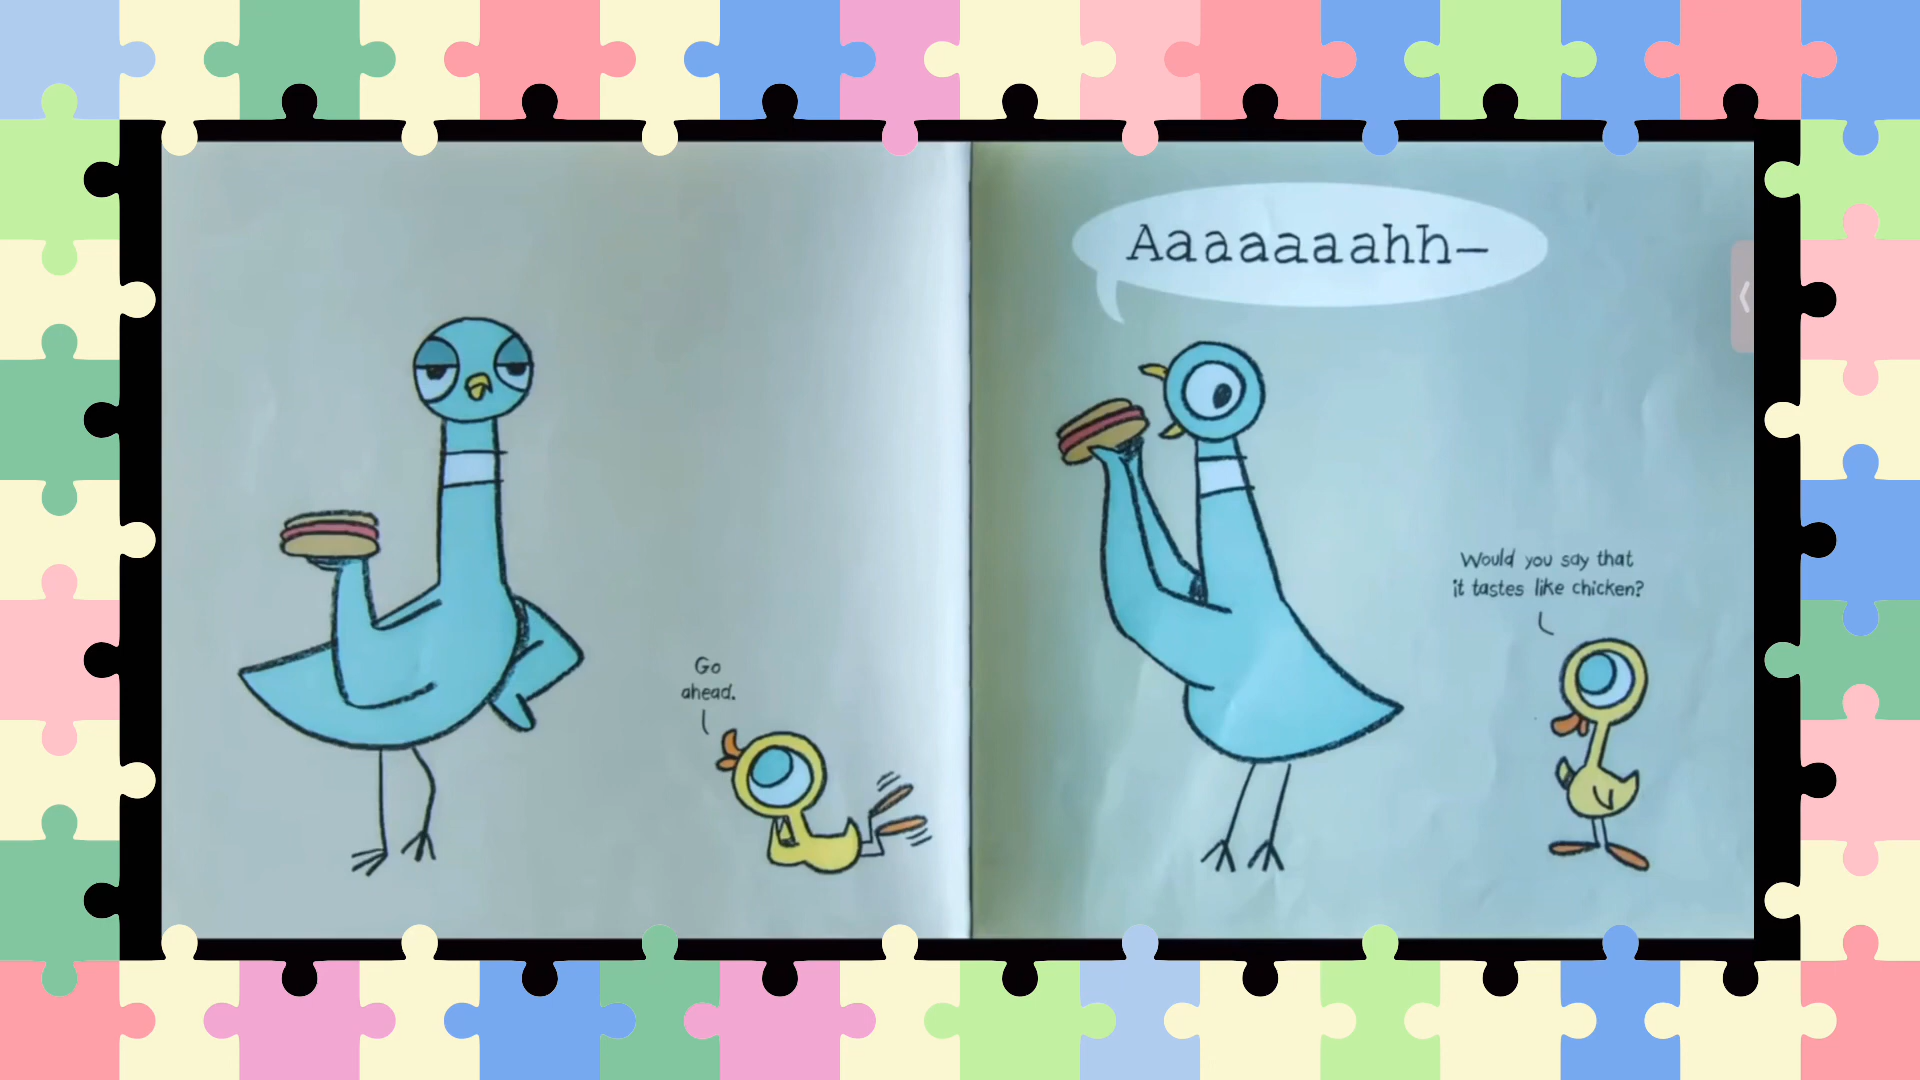 Go
ahead.
Aaaaaaahh—
Would you say that
it tastes like chicken?